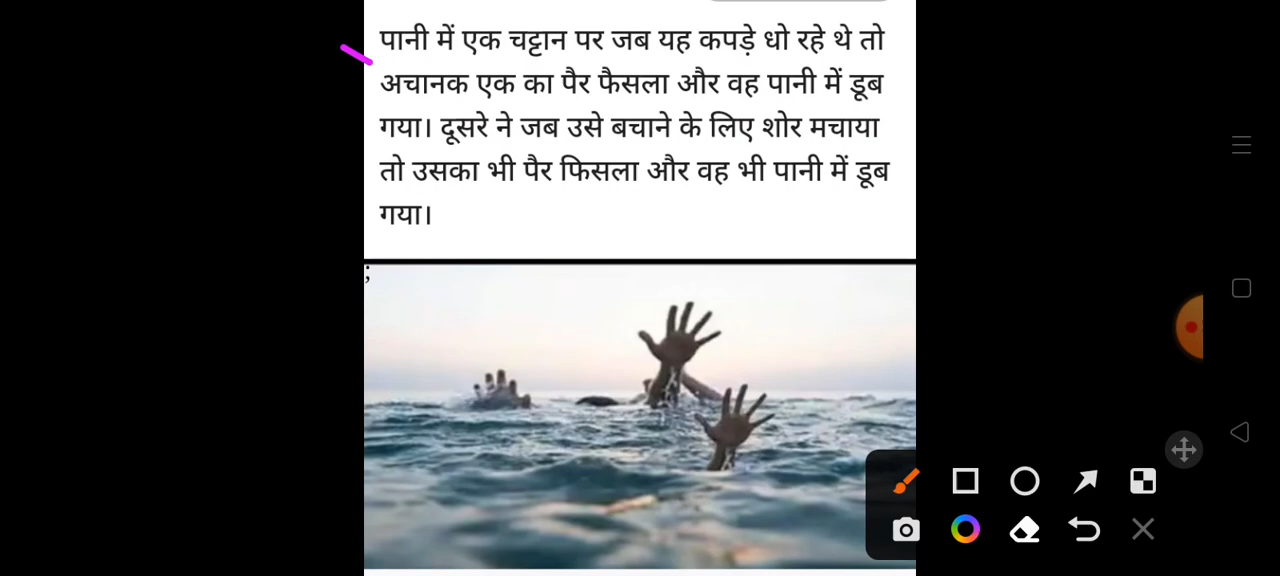 पानी में एक चट्टान पर जब यह कपड़े धो रहे थे तो
अचानक एक का पैर फैसला और वह पानी में डूब
गया। दूसरे ने जब उसे बचाने के लिए शोर मचाया
तो उसका भी पैर फिसला और वह भी पानी में डूब
गया।
;